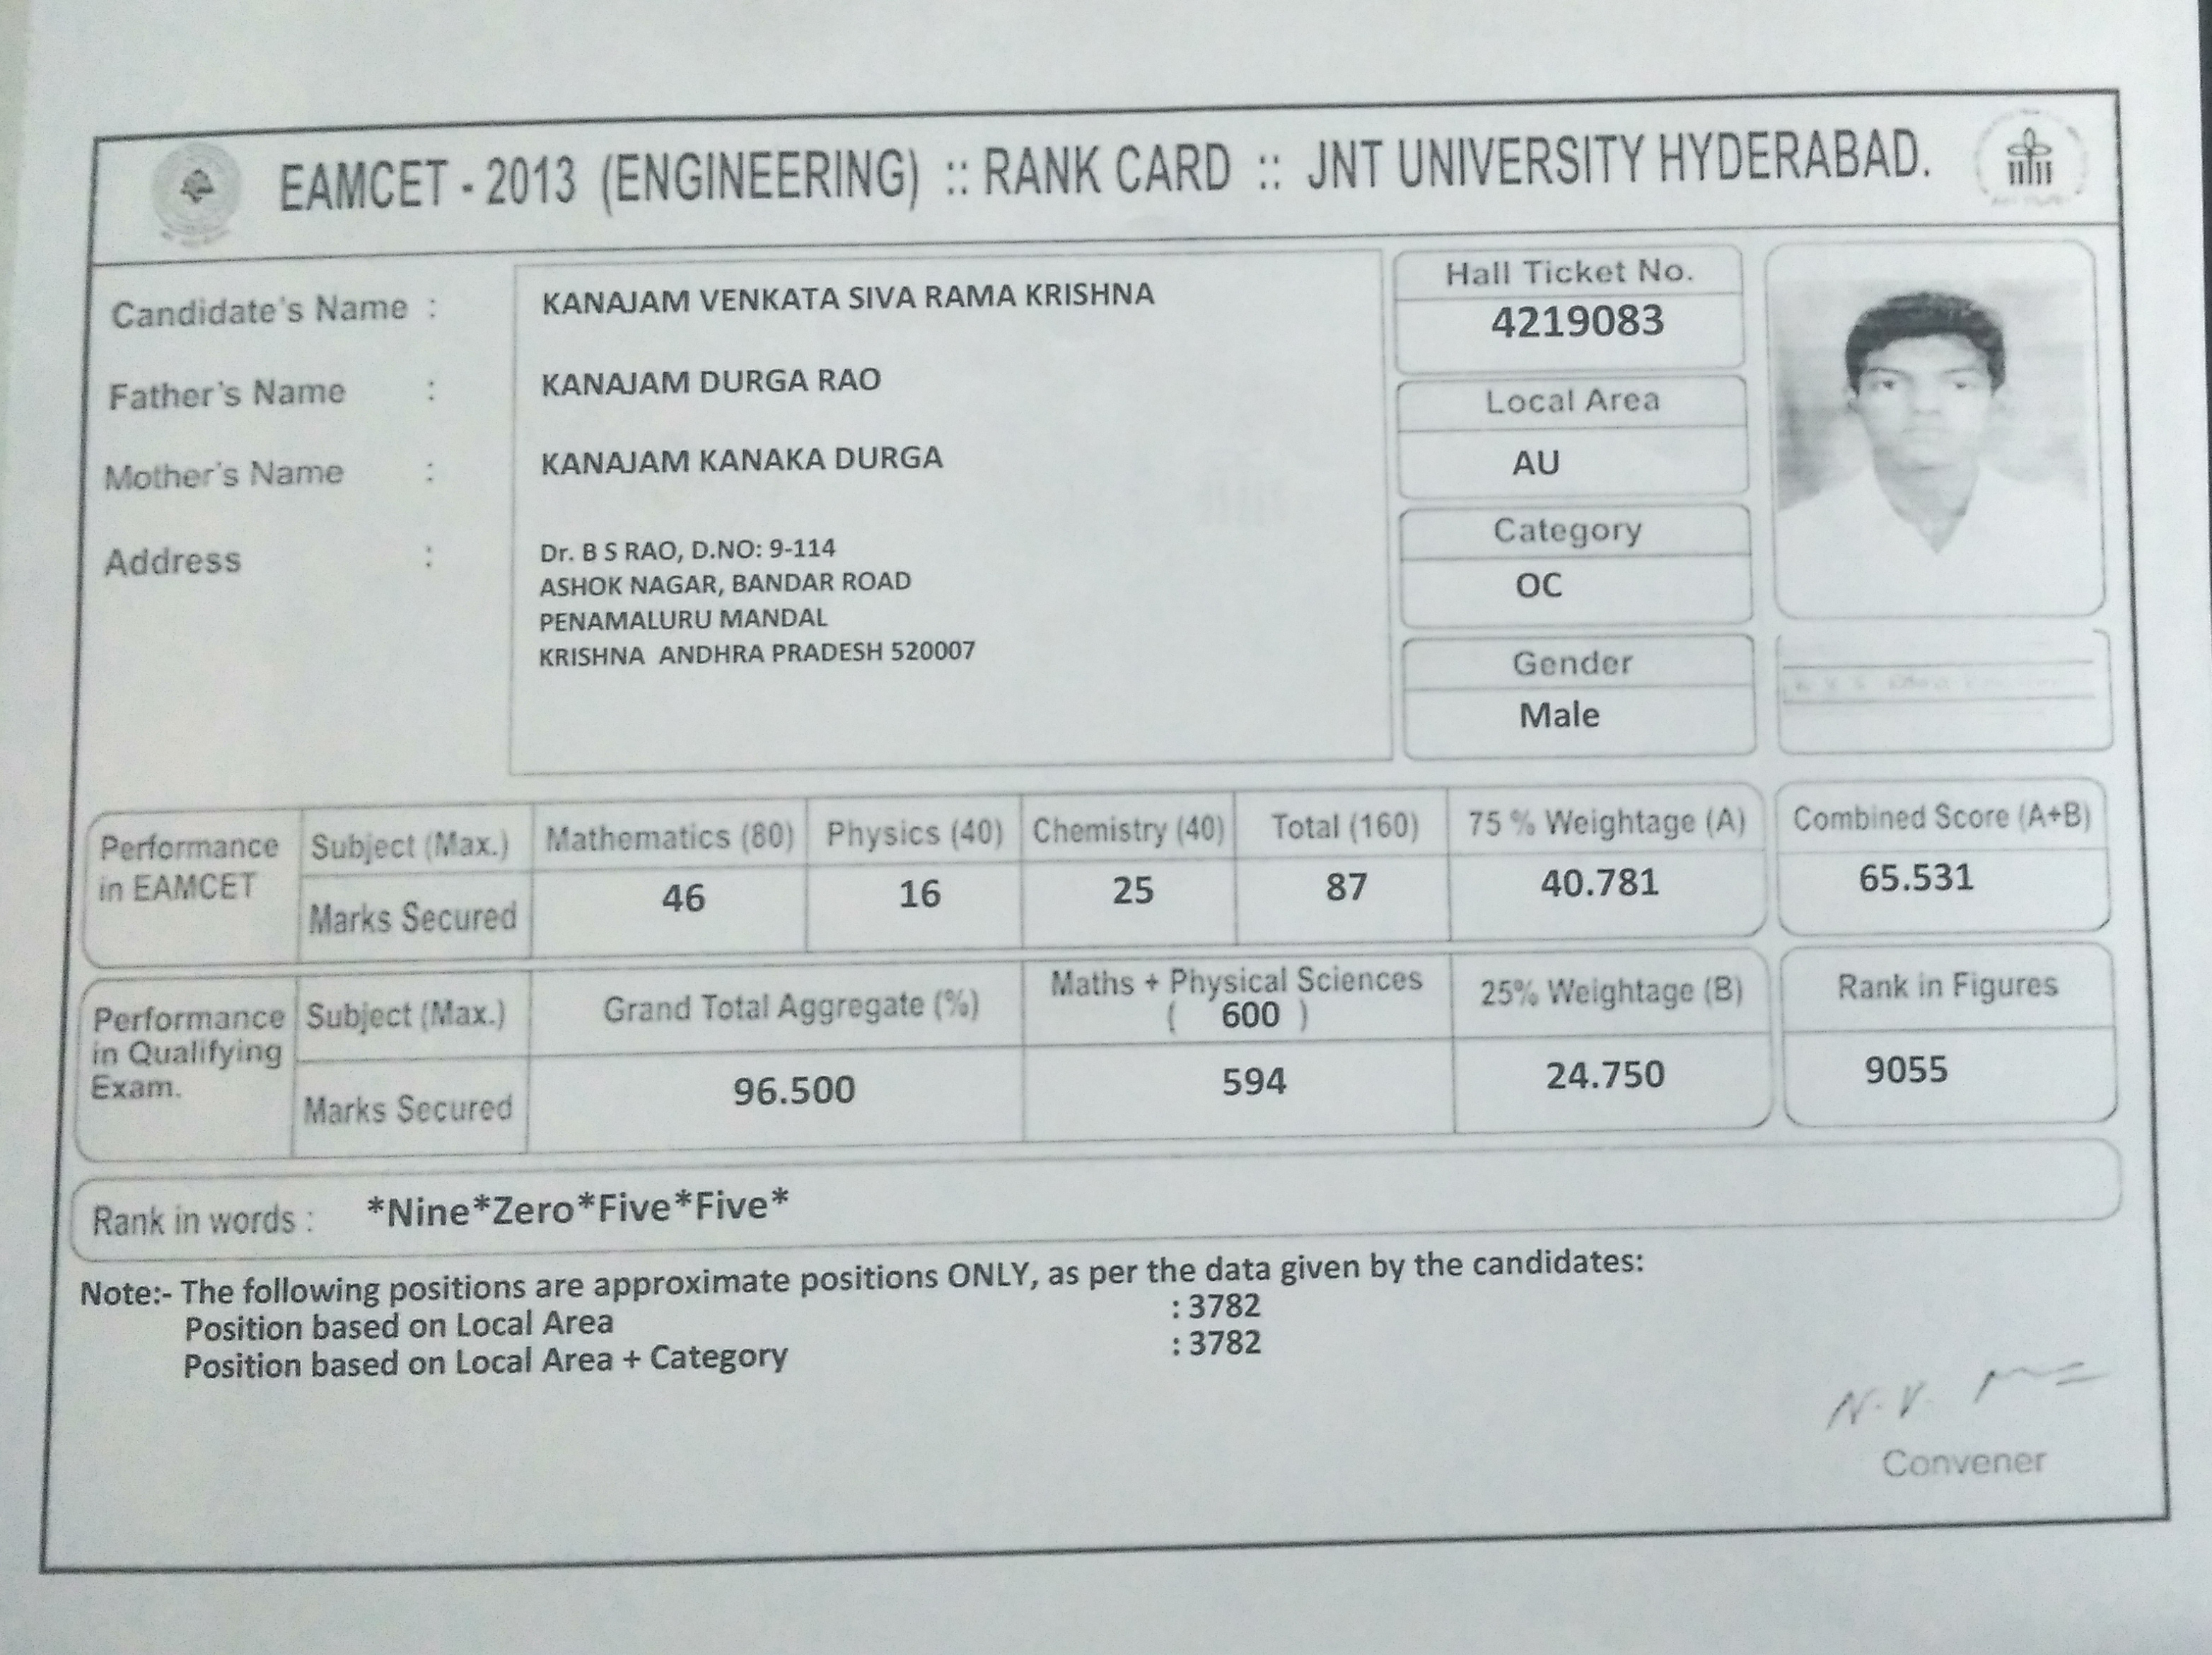 EAMCET - 2013 (ENGINEERING) :: RANK CARD :: JNT UNIVERSITY HYDERABAD.
Candidate's Name : KANAJAM VENKATA SIVA RAMA KRISHNA
Father's Name : KANAJAM DURGA RAO
Mother's Name : KANAJAM KANAKA DURGA
Address : Dr. B S RAO, D.NO: 9-114
ASHOK NAGAR, BANDAR ROAD
PENAMALURU MANDAL
KRISHNA ANDHRA PRADESH 520007
Hall Ticket No.
4219083
Local Area
AU
Category
OC
Gender
Male
Performance in EAMCET
Subject (Max.) Mathematics (80) Physics (40) Chemistry (40) Total (160) 75 % Weightage (A) Combined Score (A+B)
Marks Secured 46 16 25 87 40.781 65.531
Performance in Qualifying Exam.
Subject (Max.) Grand Total Aggregate (%) Maths + Physical Sciences ( 600 ) 25% Weightage (B) Rank in Figures
Marks Secured 96.500 594 24.750 9055
Rank in words : *Nine*Zero*Five*Five*
Note:- The following positions are approximate positions ONLY, as per the data given by the candidates:
Position based on Local Area : 3782
Position based on Local Area + Category : 3782
N.V.
Convener